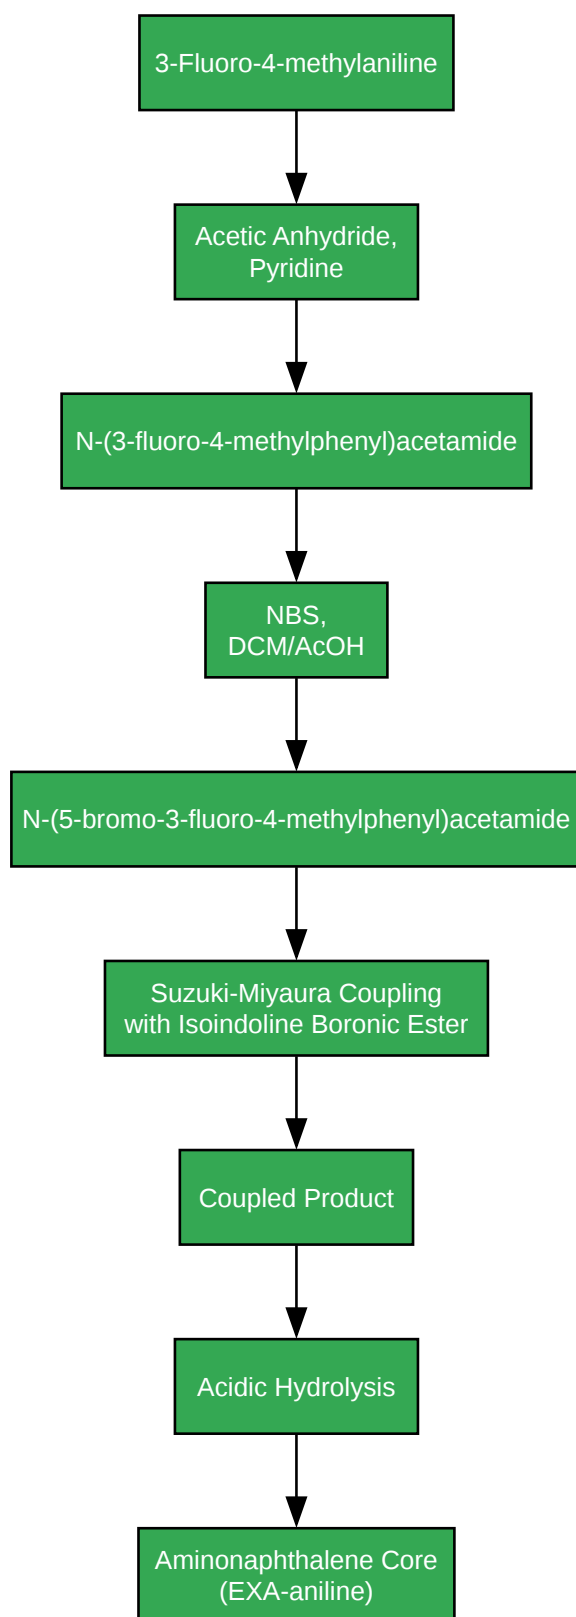 3-Fluoro-4-methylaniline
Acetic Anhydride,
Pyridine
N-(3-fluoro-4-methylphenyl)acetamide
NBS,
DCM/AcOH
N-(5-bromo-3-fluoro-4-methylphenyl)acetamide
Suzuki-Miyaura Coupling
with Isoindoline Boronic Ester
Coupled Product
Acidic Hydrolysis
Aminonaphthalene Core
(EXA-aniline)